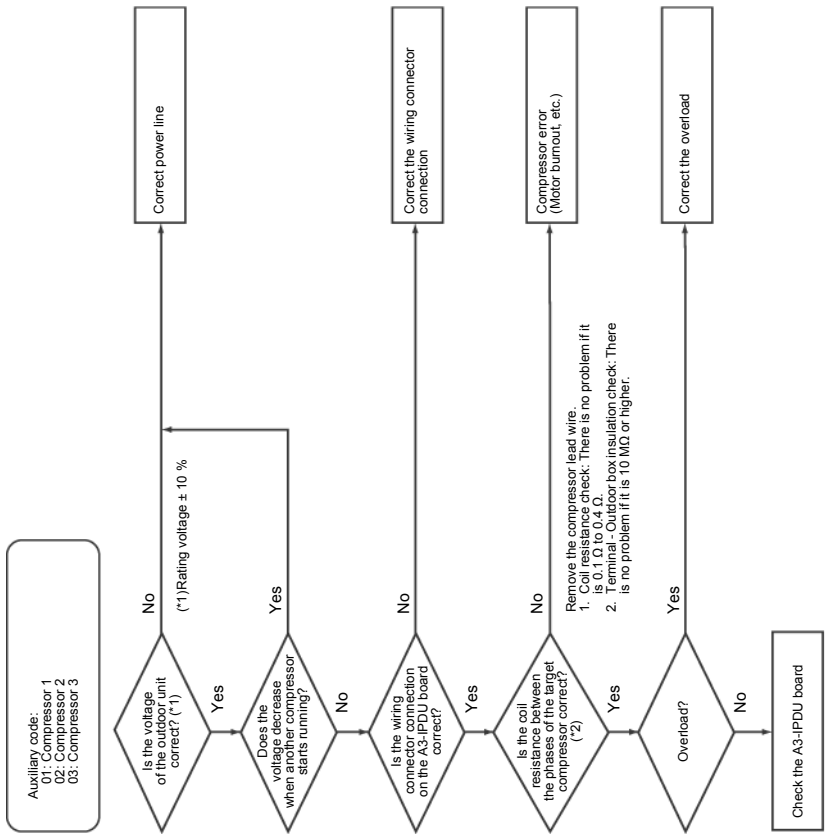 Auxiliary code:
01: Compressor 1
02: Compressor 2
03: Compressor 3
Is the voltage
of the outdoor unit
correct? (*1)
No
(*1)Rating voltage ± 10 %
Correct power line
Yes
Does the
voltage decrease
when another compressor
starts running?
Yes
No
Is the wiring
connector connection
on the A3-IPDU board
correct?
No
Correct the wiring connector
connection
Yes
Is the coil
resistance between
the phases of the target
compressor correct?
(*2)
No
Remove the compressor lead wire.
1. Coil resistance check: There is no problem if it
is 0.1 Ω to 0.4 Ω.
2. Terminal - Outdoor box insulation check: There
is no problem if it is 10 MΩ or higher.
Compressor error
(Motor burnout, etc.)
Yes
Overload?
Yes
Correct the overload
No
Check the A3-IPDU board